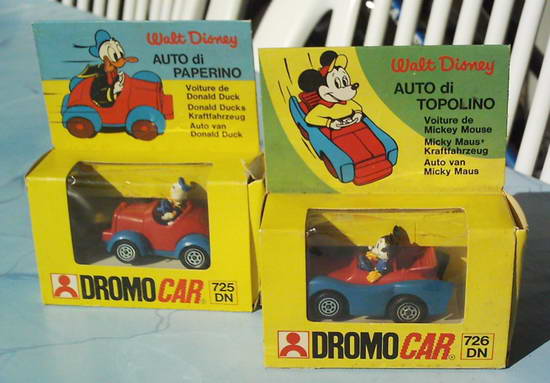 Walt Disney
AUTO di
PAPERINO
Voiture de
Donald Duck
Donald Ducks
Kraftfahrzeug
Auto van
Donald Duck
DROMOCAR
725
DN
Walt Disney
AUTO di
TOPOLINO
Voiture de
Mickey Mouse
Micky Maus'
Kraftfahrzeug
Auto van
Micky Maus
DROMOCAR®
726
DN